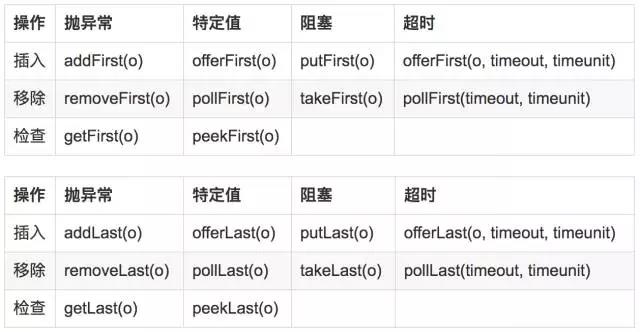 操作 抛异常 特定值 阻塞 超时
插入 addFirst(o) offerFirst(o) putFirst(o) offerFirst(o, timeout, timeunit)
移除 removeFirst(o) pollFirst(o) takeFirst(o) pollFirst(timeout, timeunit)
检查 getFirst(o) peekFirst(o)
操作 抛异常 特定值 阻塞 超时
插入 addLast(o) offerLast(o) putLast(o) offerLast(o, timeout, timeunit)
移除 removeLast(o) pollLast(o) takeLast(o) pollLast(timeout, timeunit)
检查 getLast(o) peekLast(o)